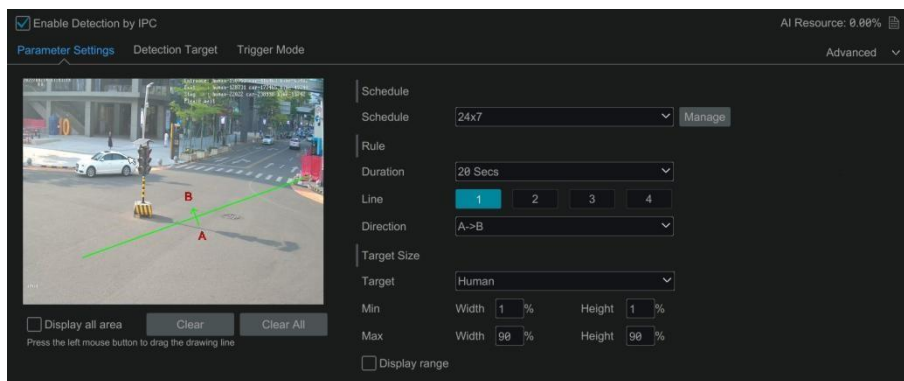 Enable Detection by IPC
AI Resource: 0.00%
Parameter Settings Detection Target Trigger Mode
Advanced
Schedule
Schedule 24x7 Manage
Rule
Duration 20 Secs
Line 1 2 3 4
Direction A->B
Target Size
Target Human
Min Width 1 % Height 1 %
Max Width 90 % Height 90 %
Display range
B
A
Display all area Clear Clear All
Press the left mouse button to drag the drawing line